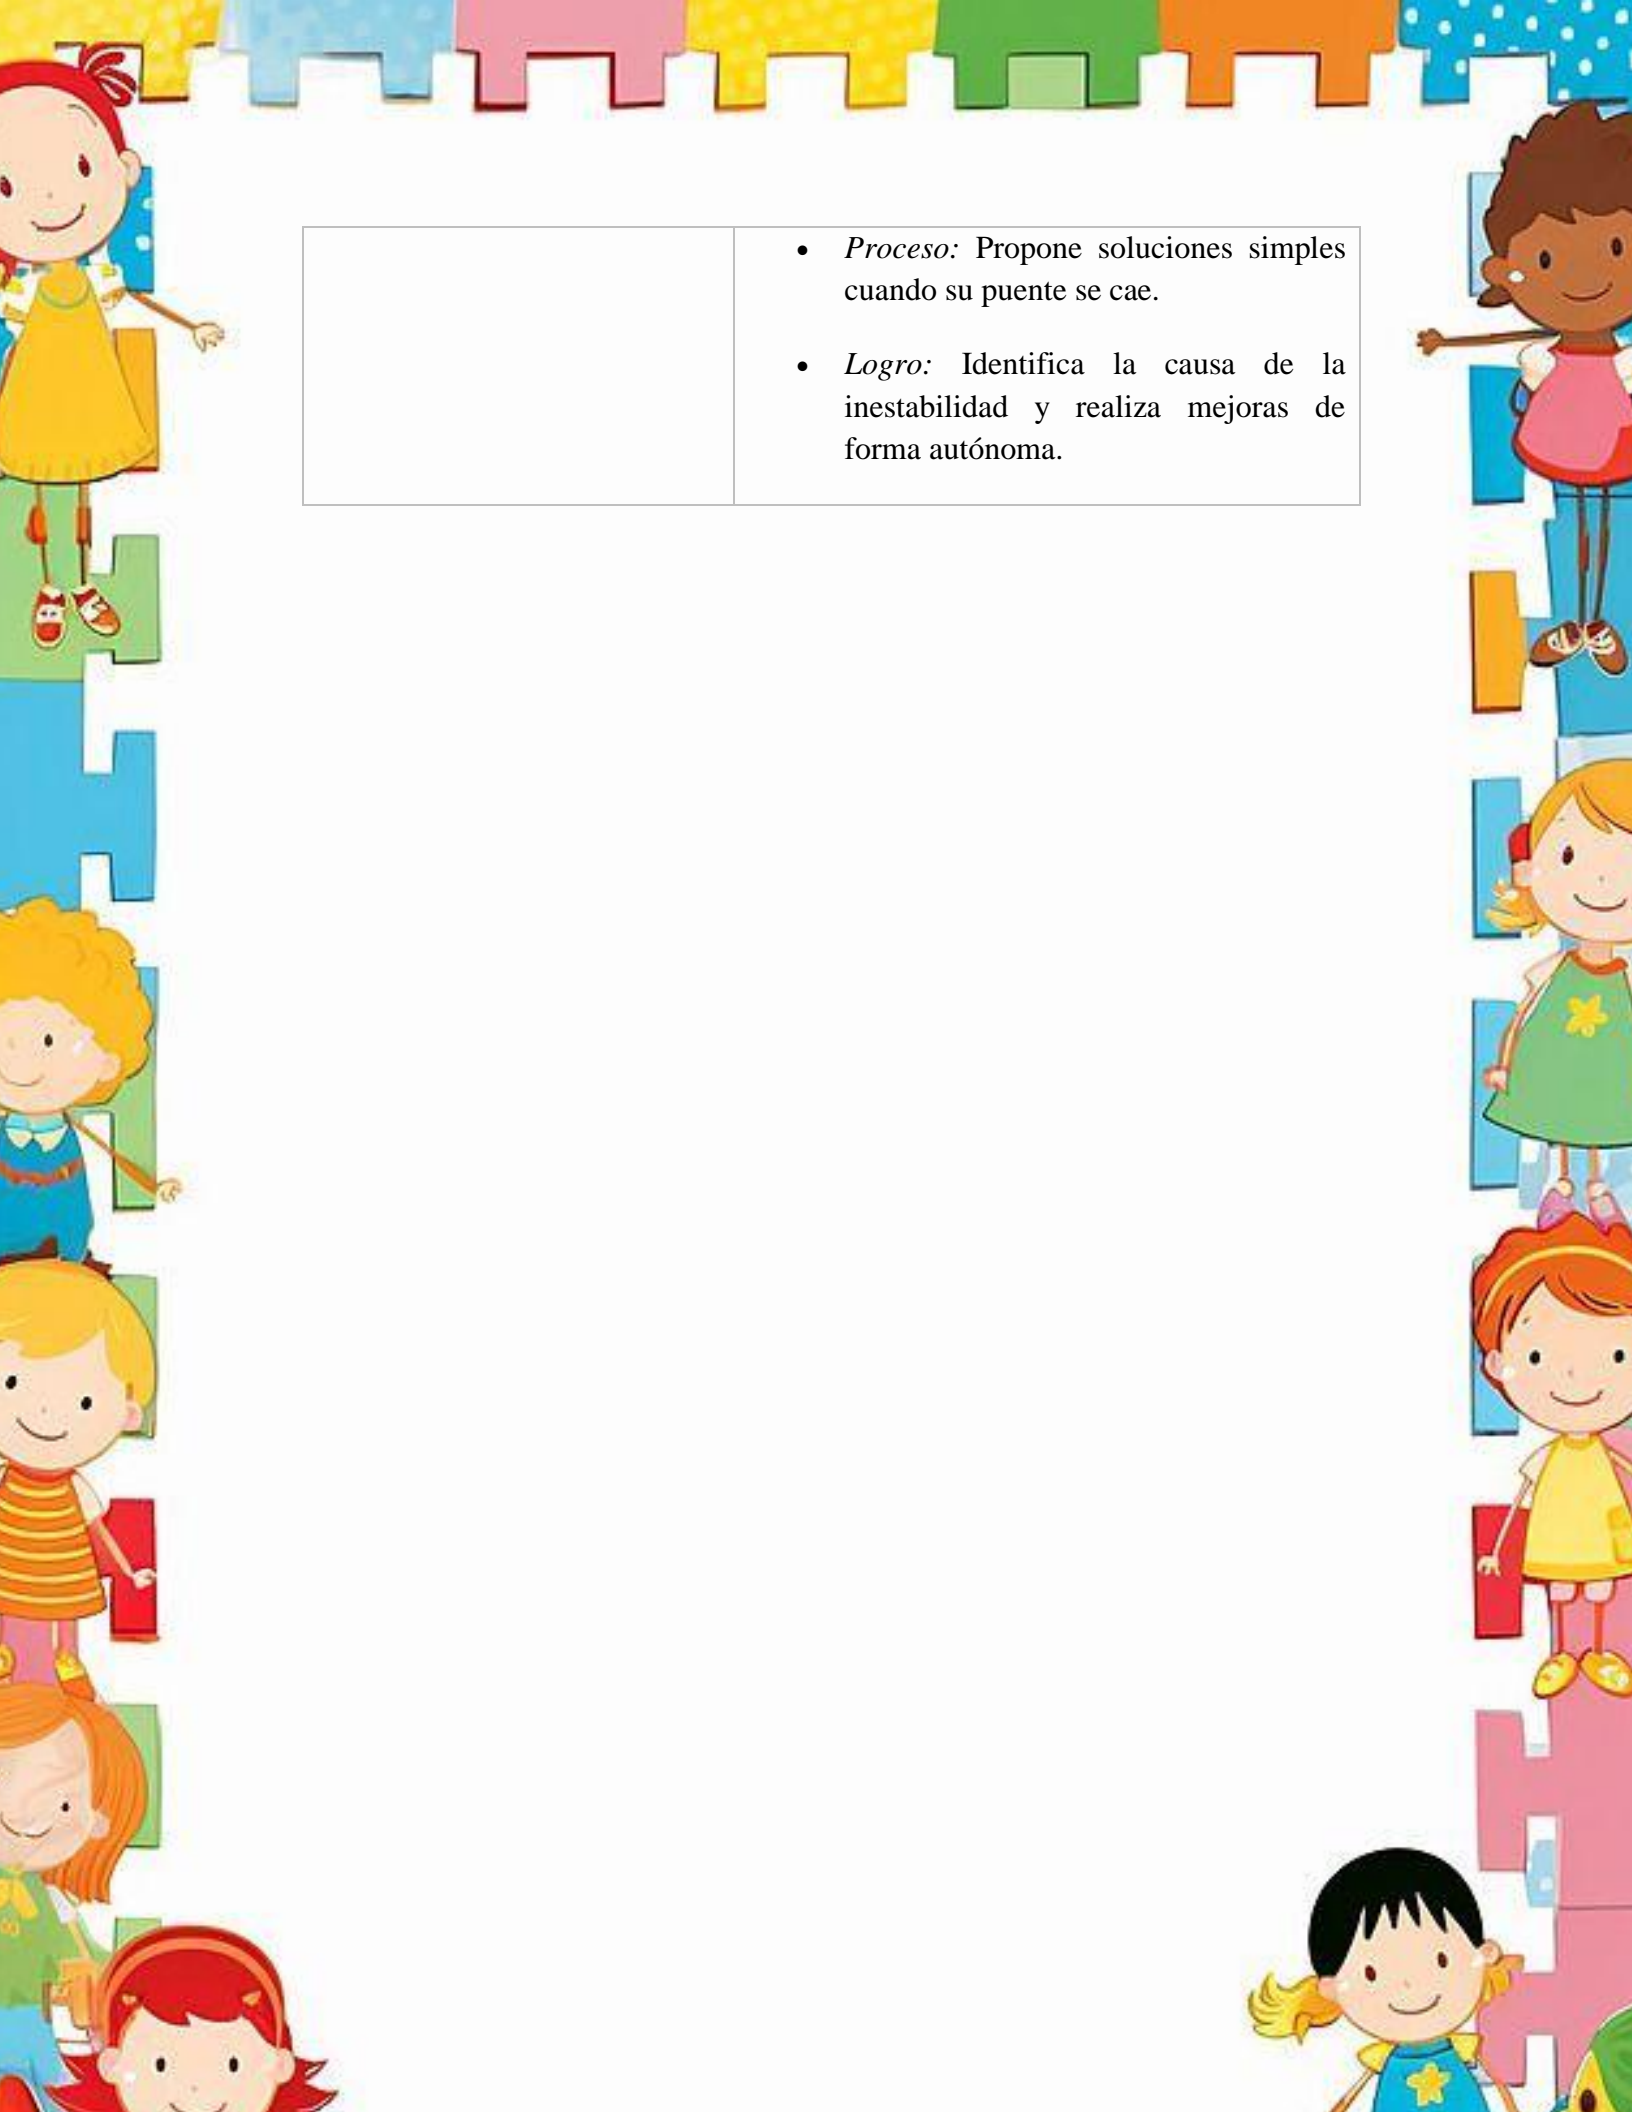 • Proceso: Propone soluciones simples
cuando su puente se cae.
• Logro: Identifica la causa de la
inestabilidad y realiza mejoras de
forma autónoma.